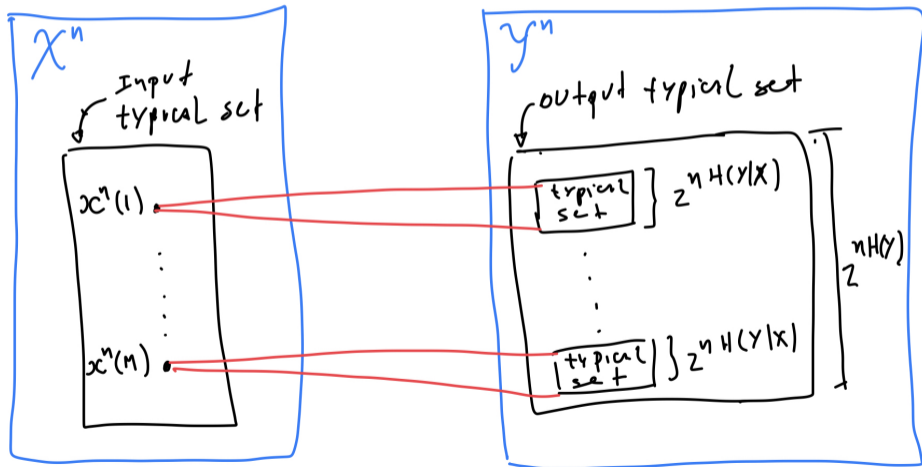 X^n
Input
typical set
x^n(1)
x^n(M)
Y^n
output typical set
typical
set
} 2^{nH(Y|X)}
typical
set
} 2^{nH(Y|X)}
2^{nH(Y)}